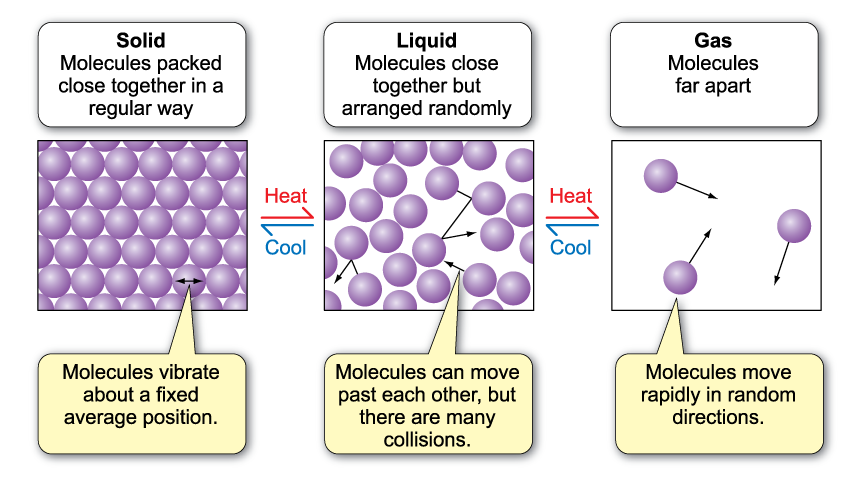 Solid
Molecules packed
close together in a
regular way
Liquid
Molecules close
together but
arranged randomly
Gas
Molecules
far apart
Heat
Cool
Heat
Cool
Molecules vibrate
about a fixed
average position.
Molecules can move
past each other, but
there are many
collisions.
Molecules move
rapidly in random
directions.